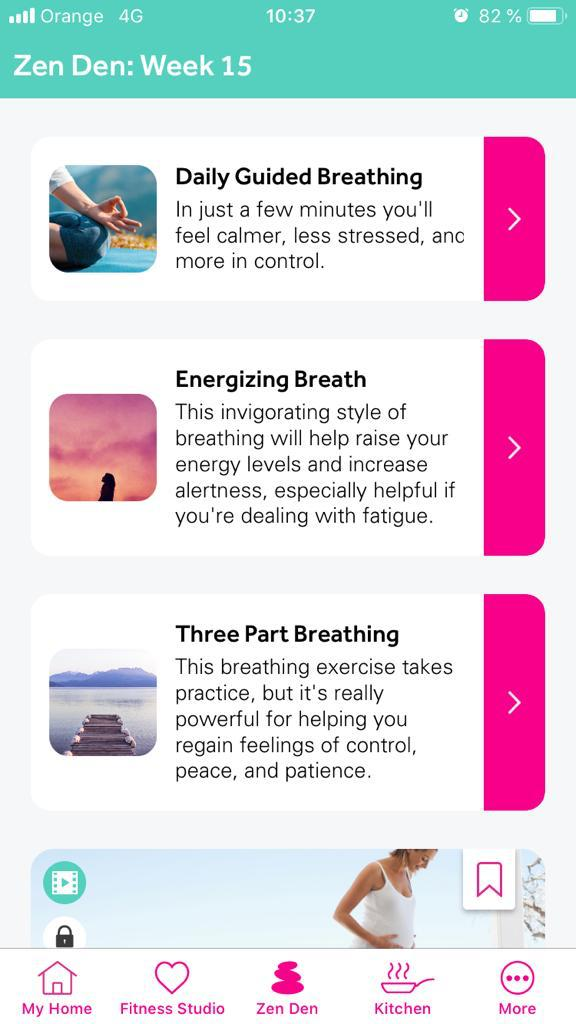 Orange 4G 10:37 82 %
Zen Den: Week 15
Daily Guided Breathing
In just a few minutes you'll
feel calmer, less stressed, and
more in control.
Energizing Breath
This invigorating style of
breathing will help raise your
energy levels and increase
alertness, especially helpful if
you're dealing with fatigue.
Three Part Breathing
This breathing exercise takes
practice, but it's really
powerful for helping you
regain feelings of control,
peace, and patience.
My Home Fitness Studio Zen Den Kitchen More